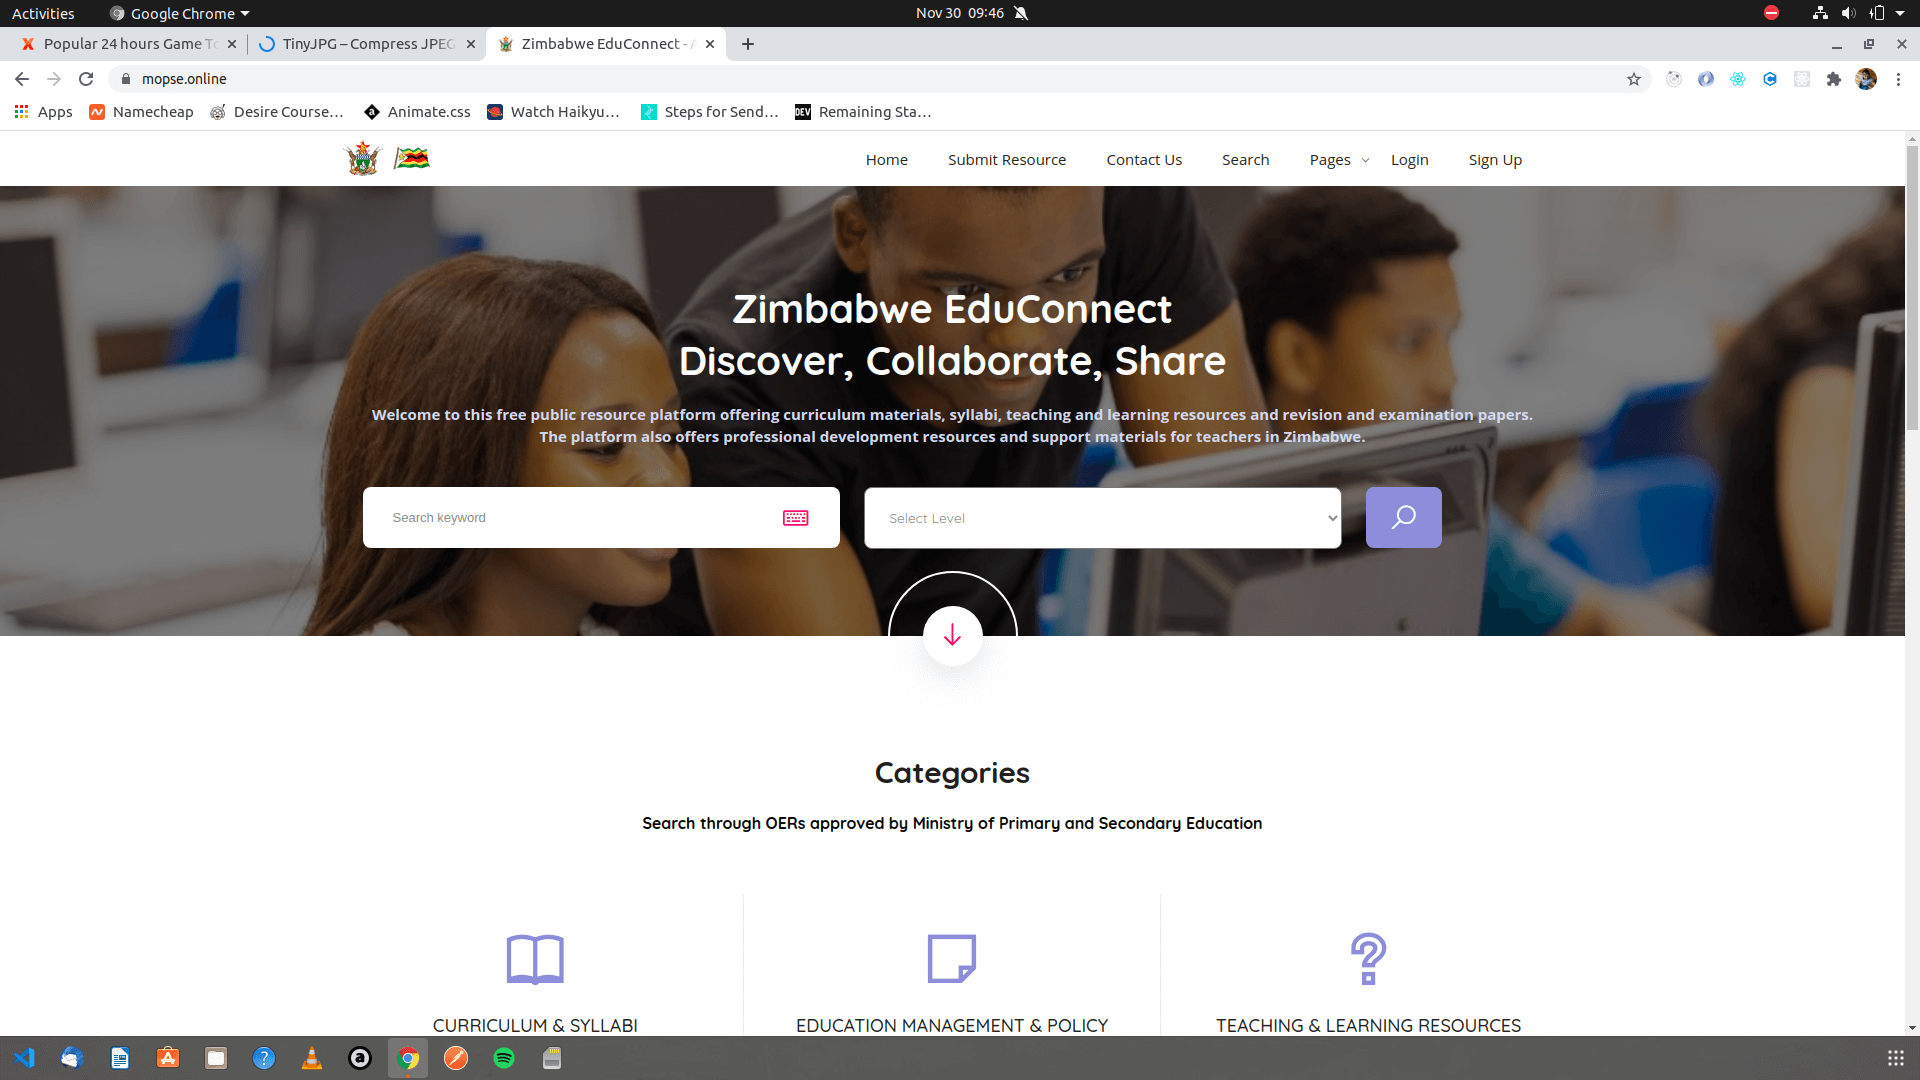 Activities
Google Chrome
Nov 30 09:46
Popular 24 hours Game
TinyJPG – Compress JPEG
Zimbabwe EduConnect -
mopse.online
Apps
Namecheap
Desire Course…
Animate.css
Watch Haikyu…
Steps for Send…
DEV
Remaining Sta…
Home
Submit Resource
Contact Us
Search
Pages
Login
Sign Up
Zimbabwe EduConnect
Discover, Collaborate, Share
Welcome to this free public resource platform offering curriculum materials, syllabi, teaching and learning resources and revision and examination papers.
The platform also offers professional development resources and support materials for teachers in Zimbabwe.
Search keyword
Select Level
Categories
Search through OERs approved by Ministry of Primary and Secondary Education
CURRICULUM & SYLLABI
EDUCATION MANAGEMENT & POLICY
TEACHING & LEARNING RESOURCES